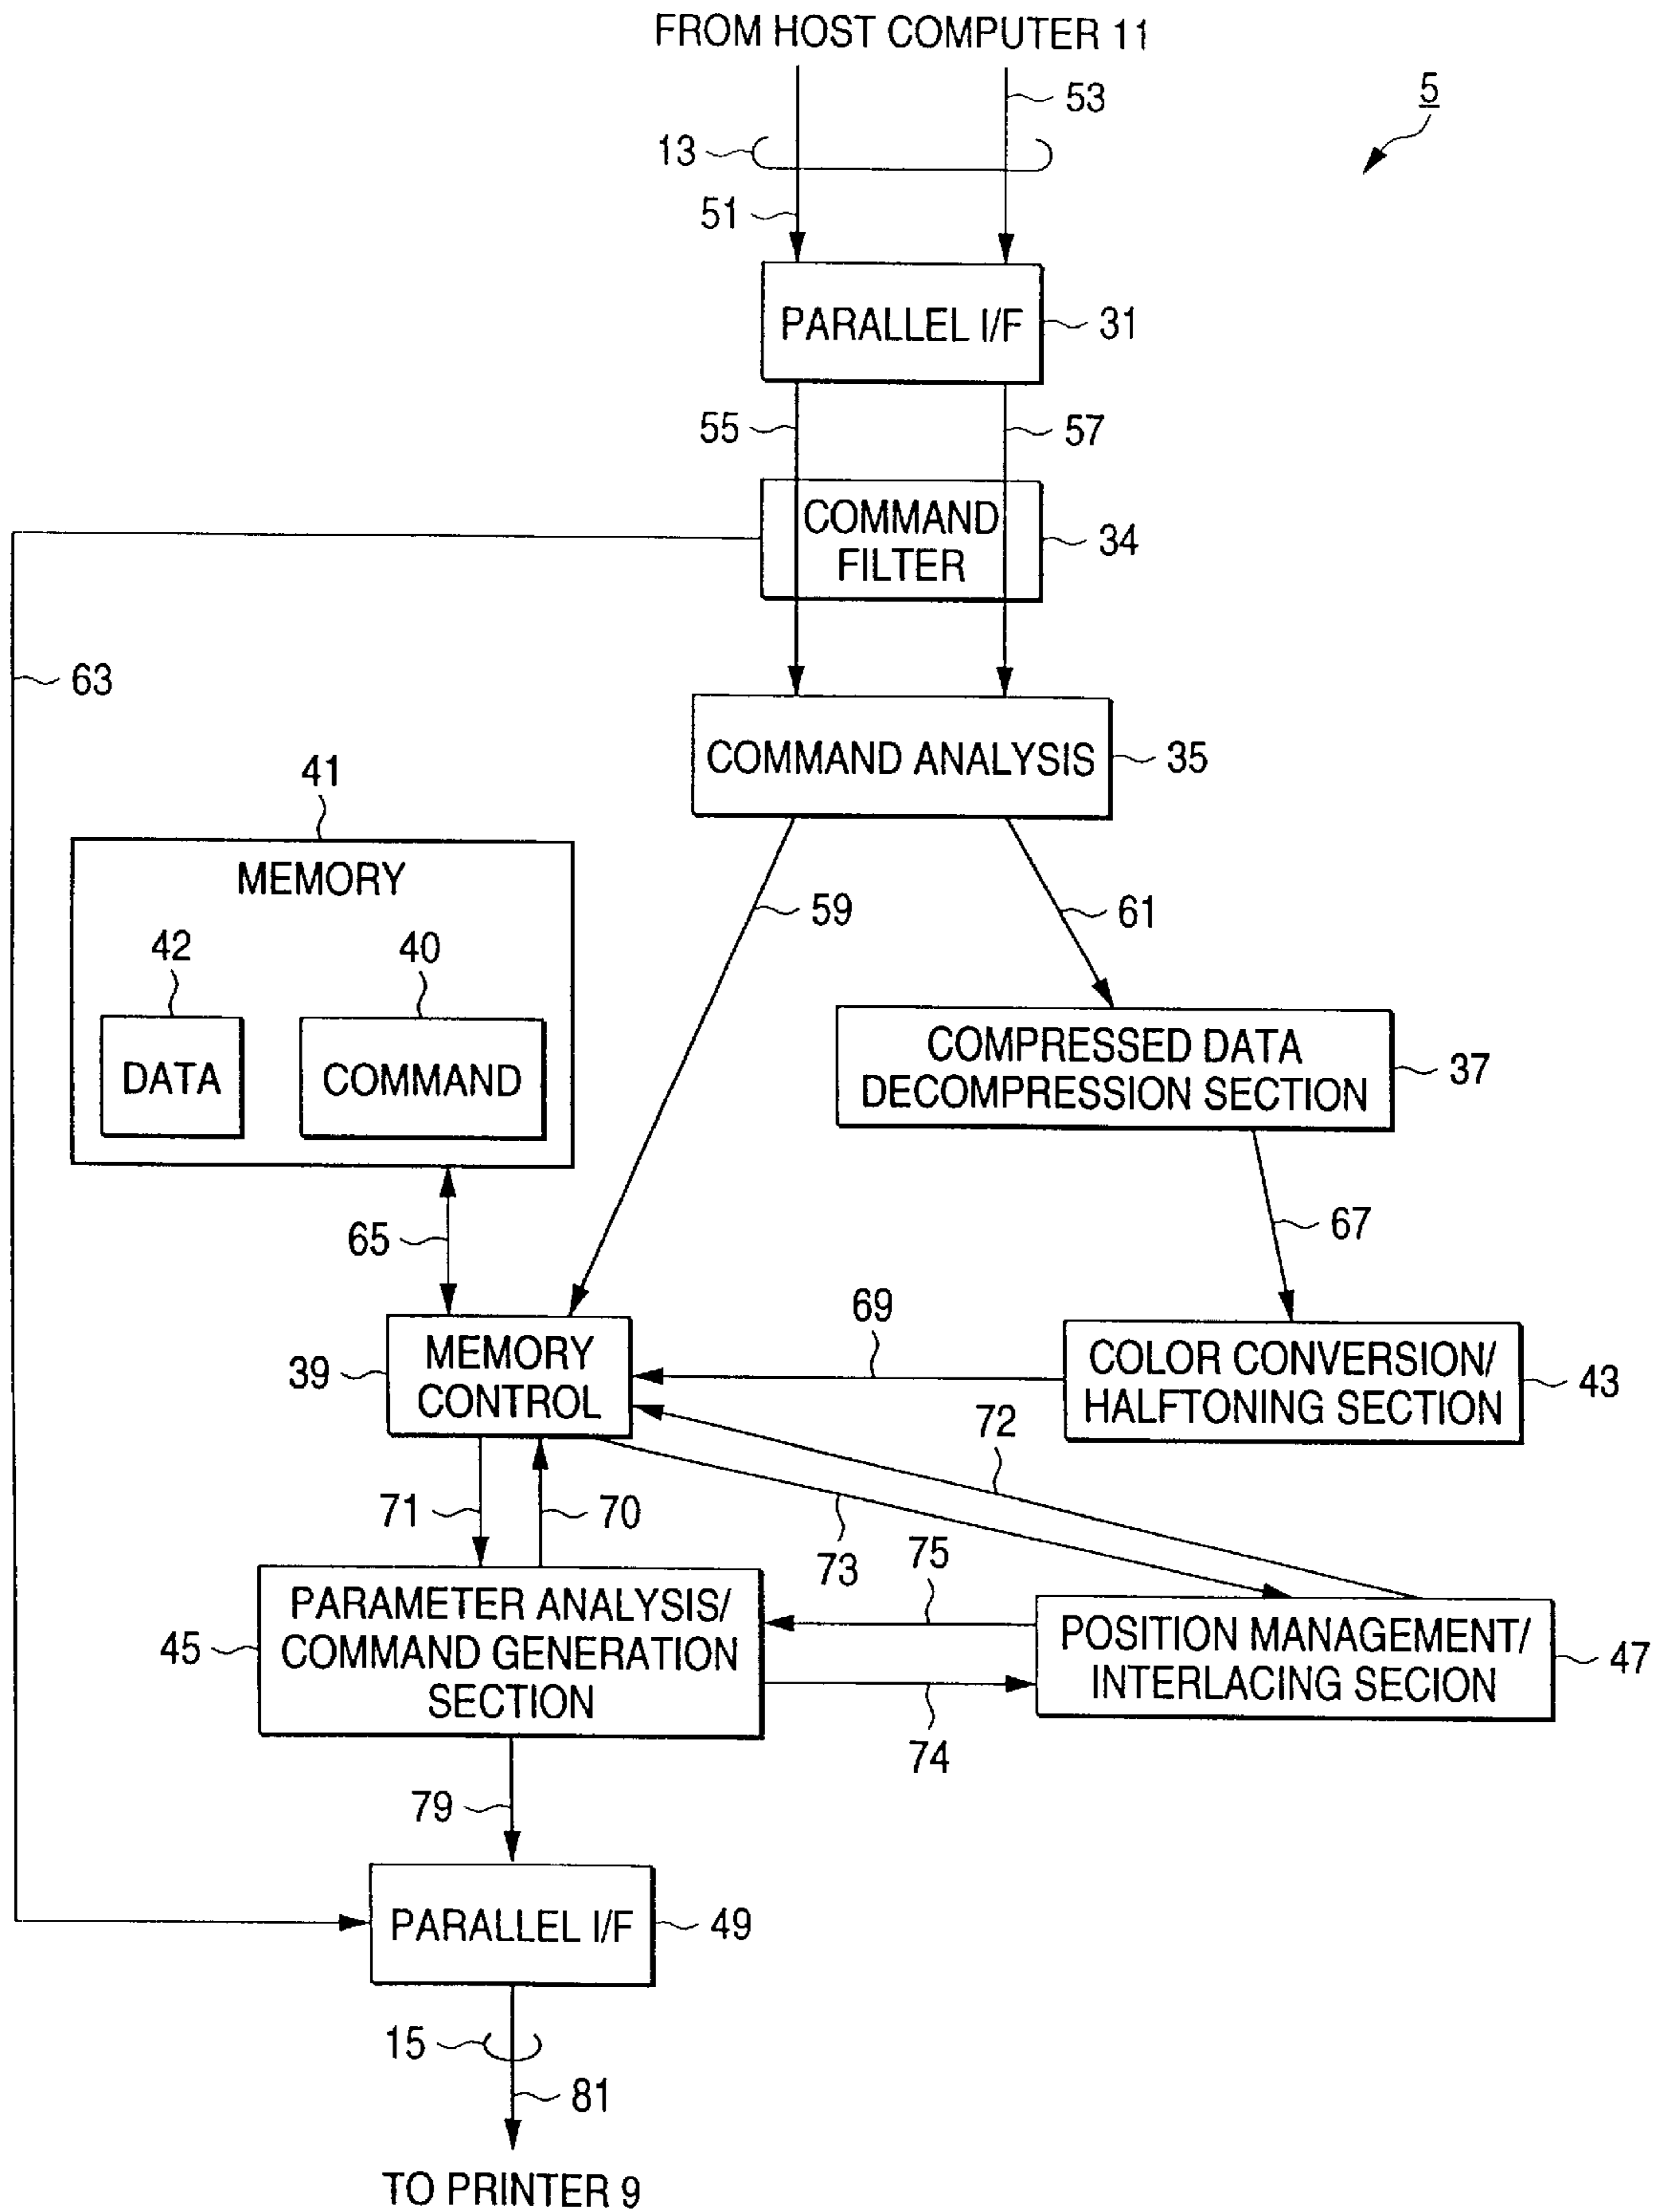 FROM HOST COMPUTER 11
53
5
13
51
PARALLEL I/F
31
55
57
COMMAND
FILTER
34
63
COMMAND ANALYSIS
35
41
MEMORY
59
61
42
40
DATA
COMMAND
COMPRESSED DATA
DECOMPRESSION SECTION
37
65
67
69
MEMORY
CONTROL
39
COLOR CONVERSION/
HALFTONING SECTION
43
72
71
70
73
75
PARAMETER ANALYSIS/
COMMAND GENERATION
SECTION
45
POSITION MANAGEMENT/
INTERLACING SECION
47
74
79
PARALLEL I/F
49
15
81
TO PRINTER 9